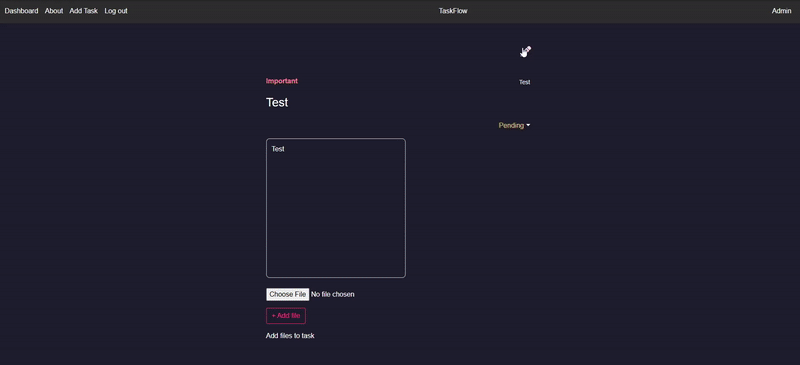 Dashboard About Add Task Log out TaskFlow Admin
Important Test
Test
Pending
Test
Choose File No file chosen
+ Add file
Add files to task